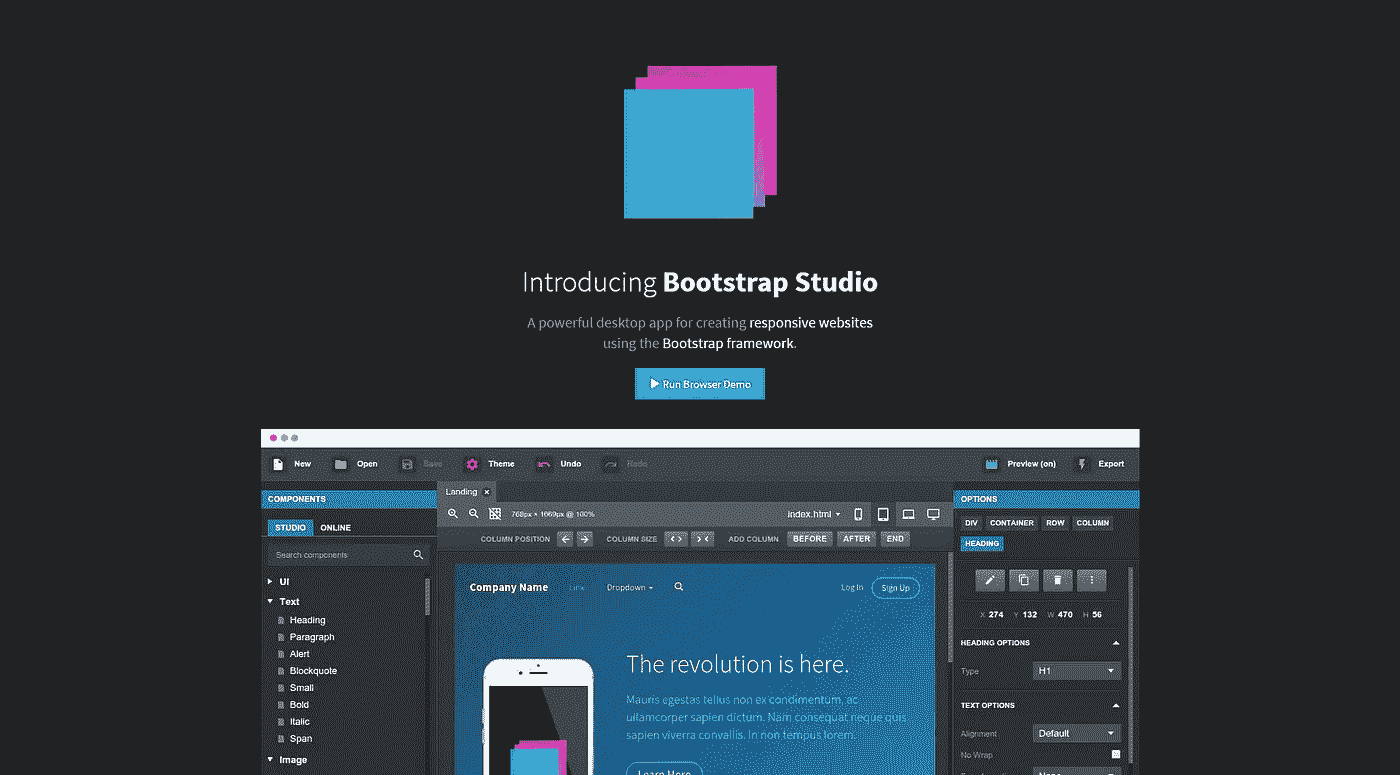 Introducing Bootstrap Studio
A powerful desktop app for creating responsive websites
using the Bootstrap framework.
Run Browser Demo
New Open Save Theme Undo Redo Preview (on) Export
COMPONENTS
STUDIO ONLINE
Search components
UI
Text
Heading
Paragraph
Alert
Blockquote
Small
Bold
Italic
Span
Image
Landing
768px × 1669px @ 100% index.html
COLUMN POSITION COLUMN SIZE ADD COLUMN BEFORE AFTER END
Company Name Link Dropdown Log In Sign Up
The revolution is here.
Mauris egestas tellus non ex condimentum, ac
ullamcorper sapien dictum. Nam consequat neque quis
sapien viverra convallis. In non tempus lorem.
Learn More
OPTIONS
DIV CONTAINER ROW COLUMN
HEADING
X 274 Y 132 W 470 H 56
HEADING OPTIONS
Type H1
TEXT OPTIONS
Alignment Default
No Wrap